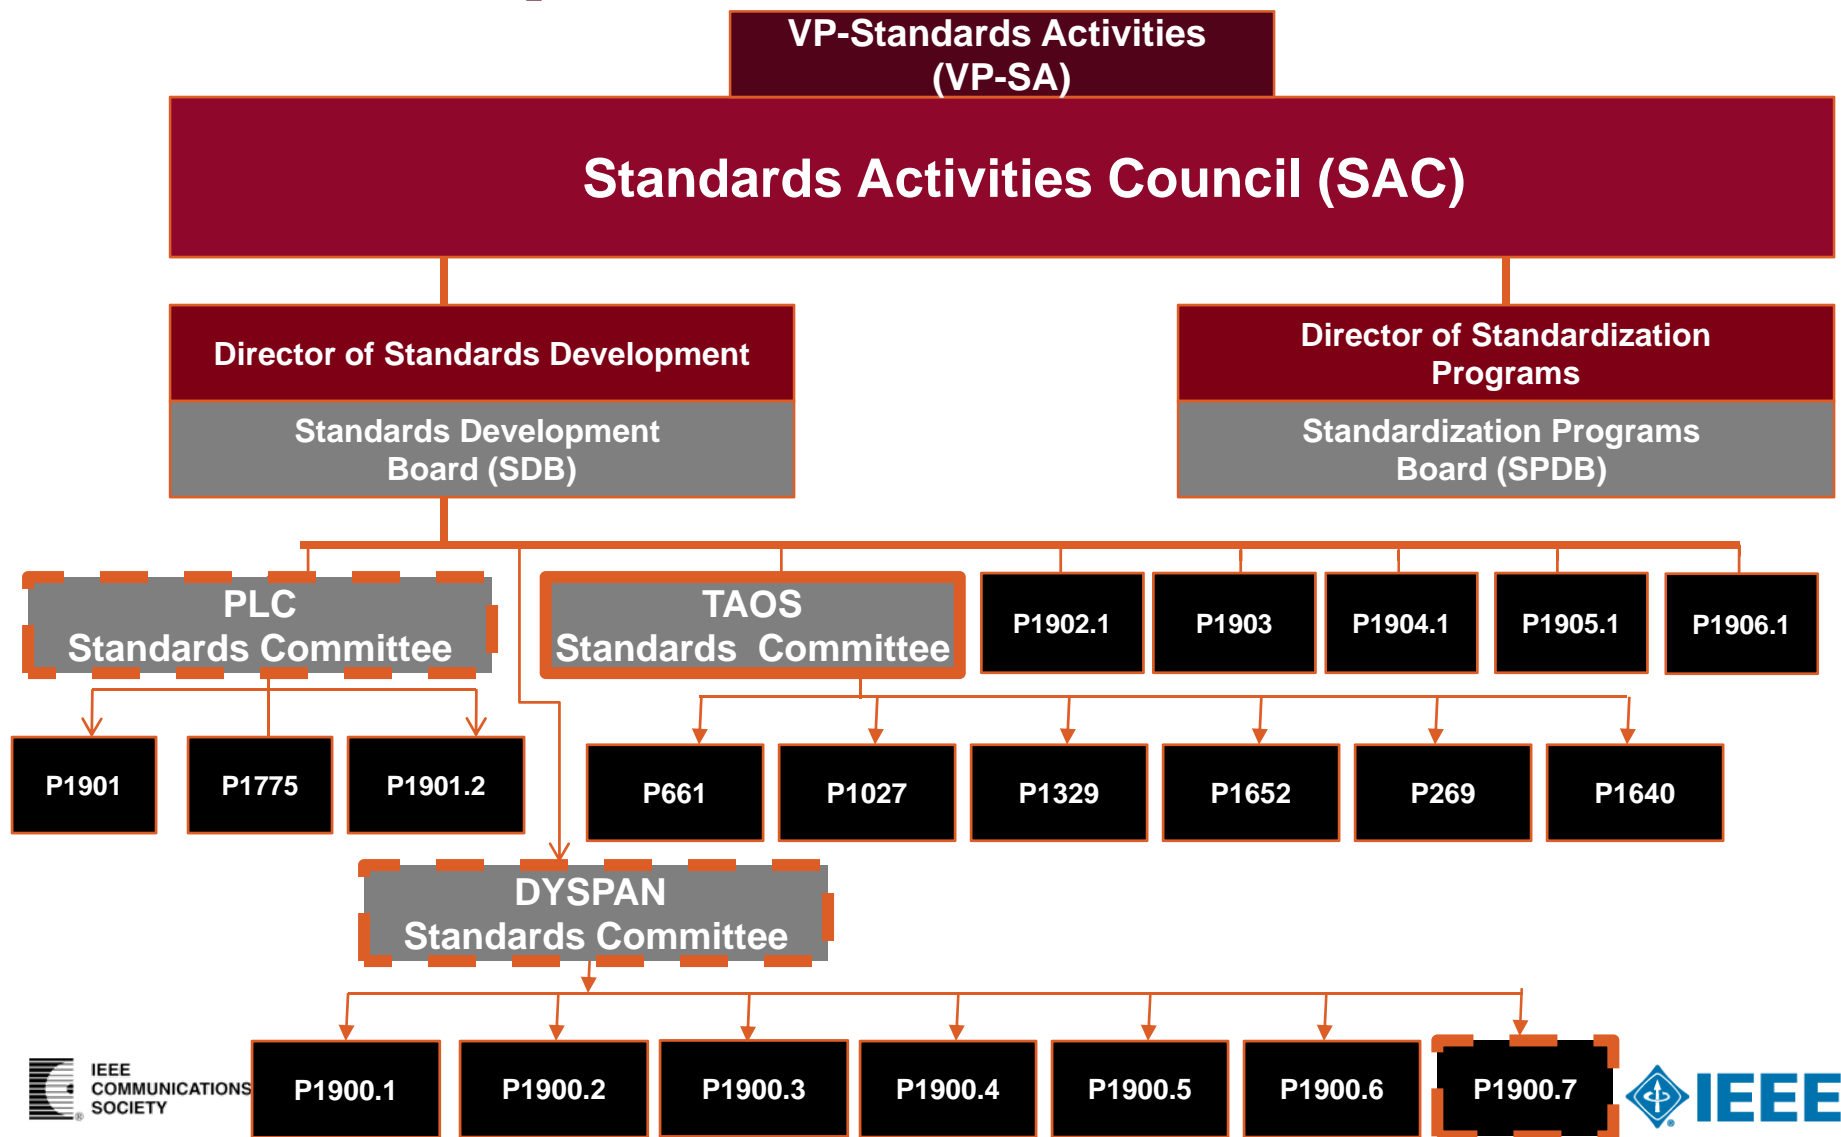 VP-Standards Activities
(VP-SA)
Standards Activities Council (SAC)
Director of Standards Development
Director of Standardization
Programs
Standards Development
Board (SDB)
Standardization Programs
Board (SPDB)
PLC
Standards Committee
TAOS
Standards Committee
P1902.1
P1903
P1904.1
P1905.1
P1906.1
P1901
P1775
P1901.2
P661
P1027
P1329
P1652
P269
P1640
DYSPAN
Standards Committee
P1900.1
P1900.2
P1900.3
P1900.4
P1900.5
P1900.6
P1900.7
IEEE
COMMUNICATIONS
SOCIETY
®
IEEE